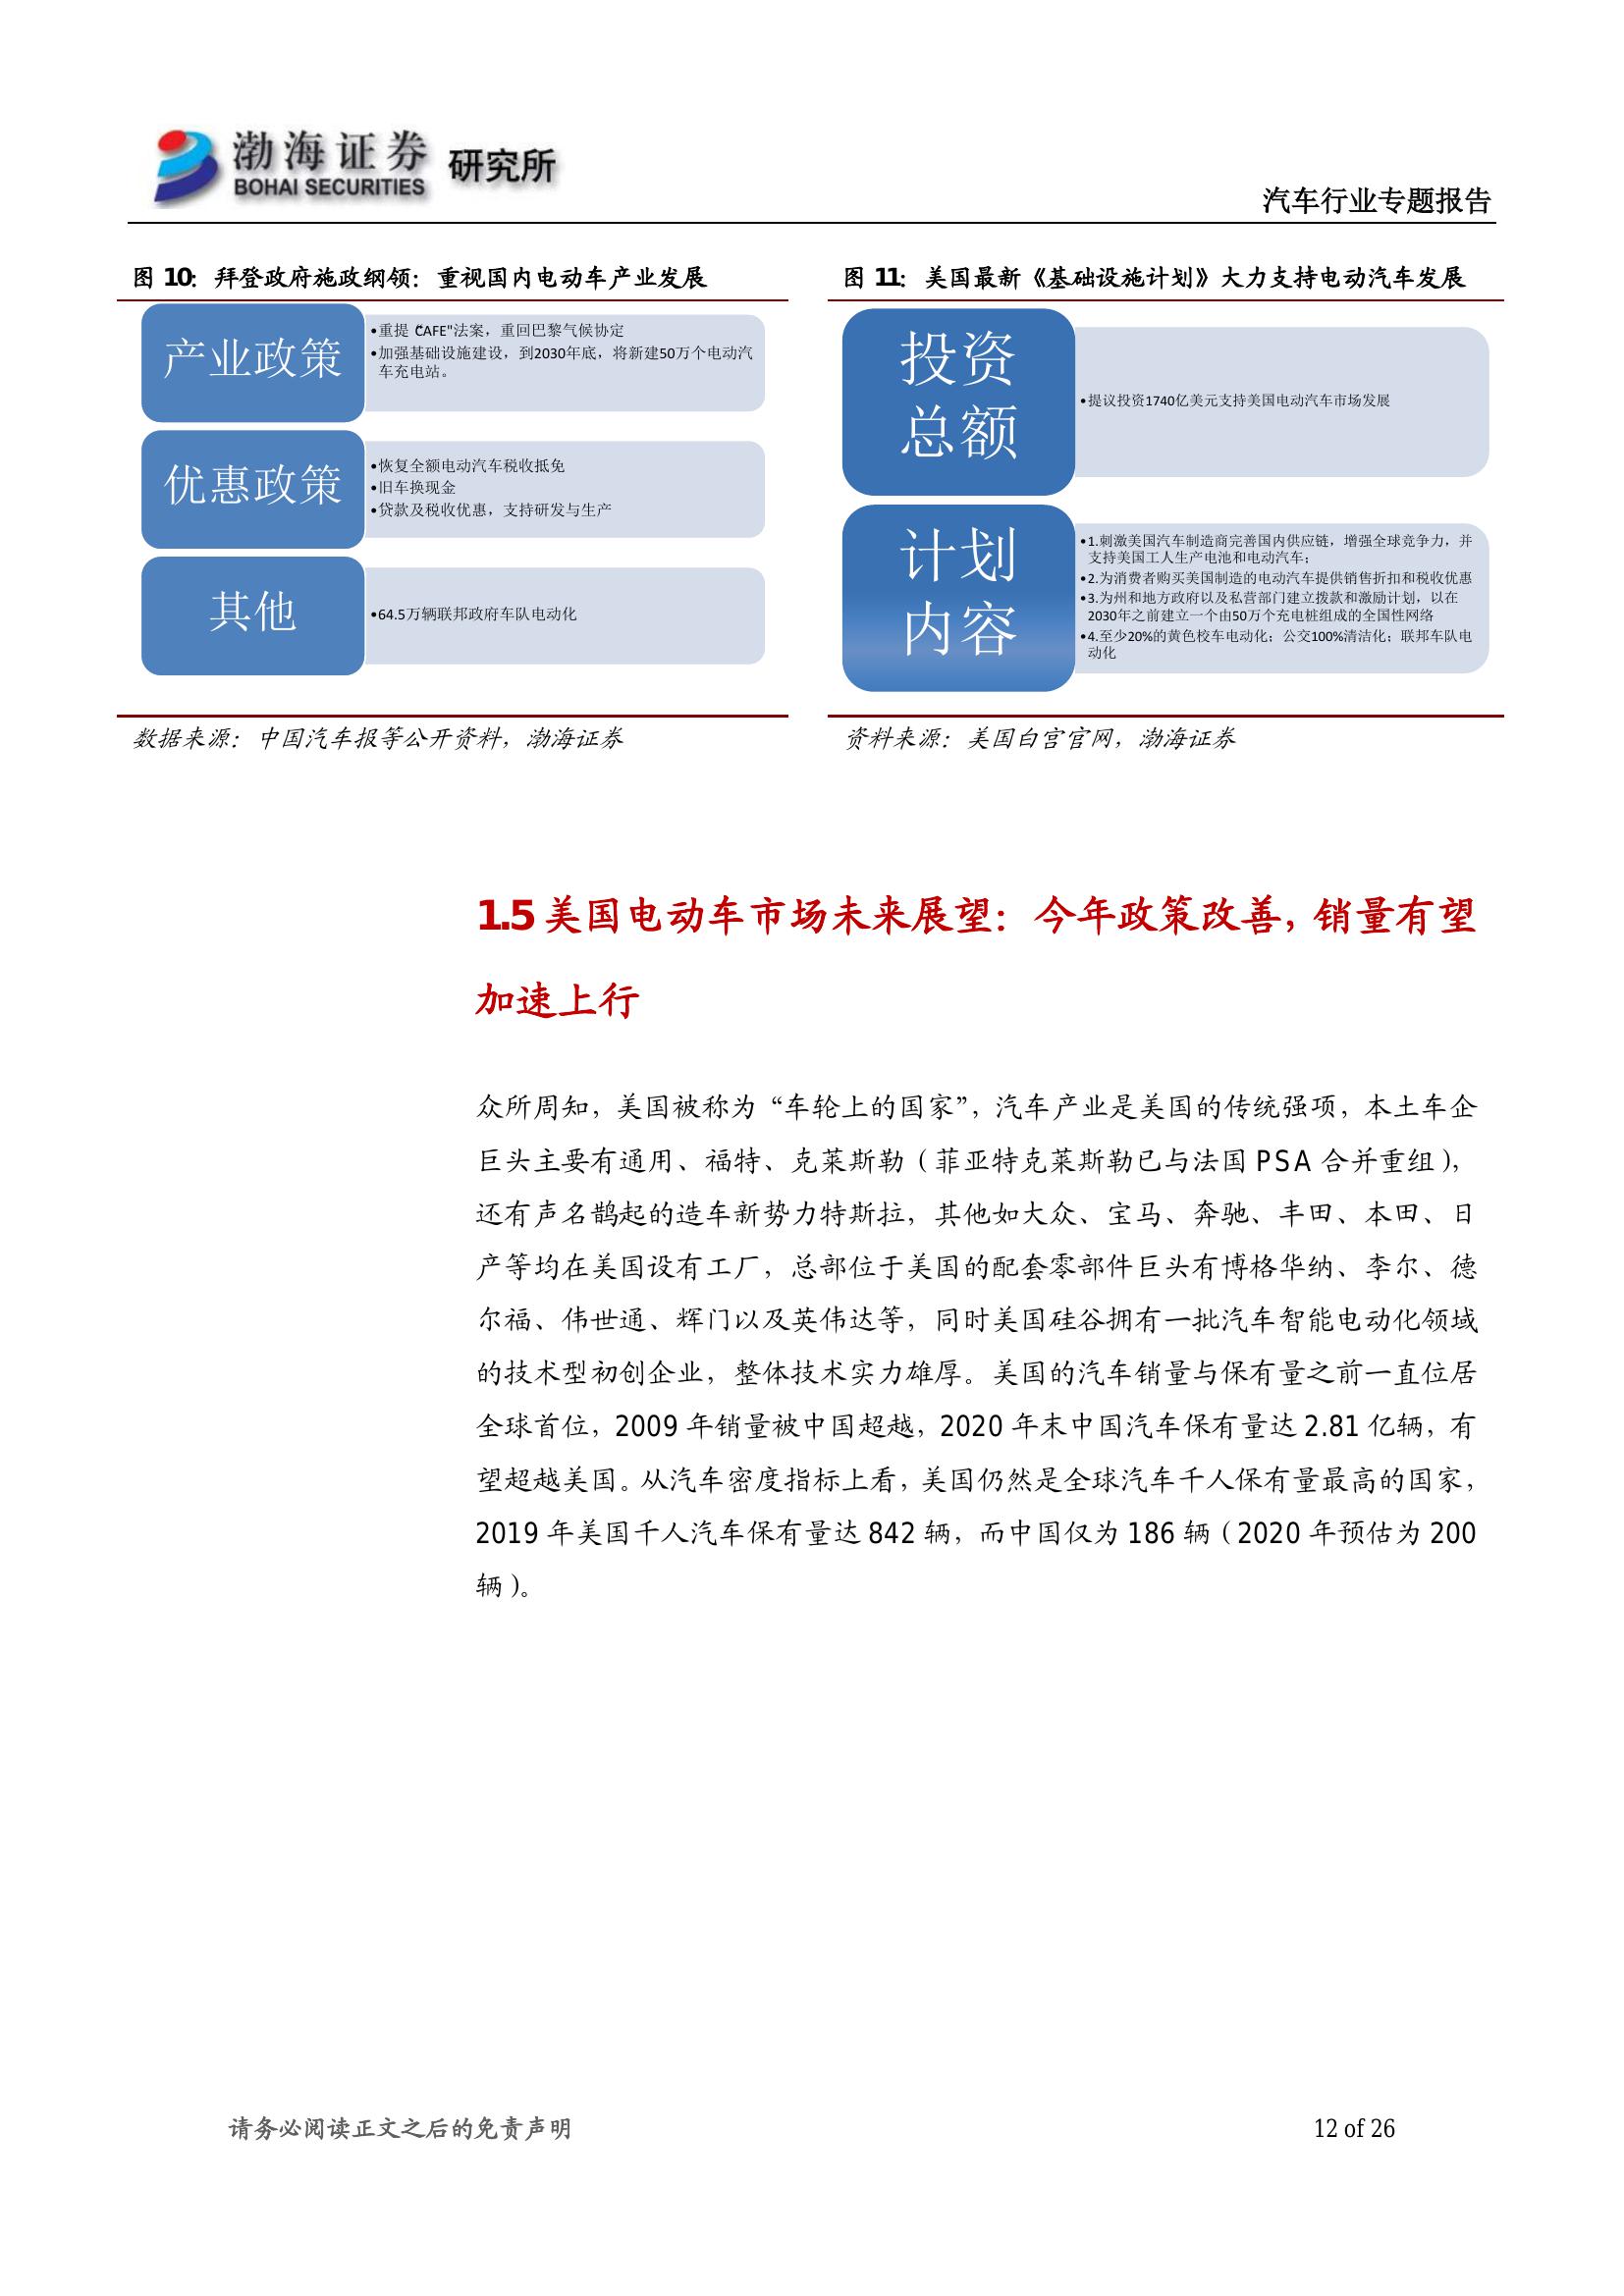 渤海证券 研究所
BOHAI SECURITIES
汽车行业专题报告
图 10：拜登政府施政纲领：重视国内电动车产业发展
产业政策
•重提“CAFE"法案，重回巴黎气候协定
•加强基础设施建设，到2030年底，将新建50万个电动汽
车充电站。
优惠政策
•恢复全额电动汽车税收抵免
•旧车换现金
•贷款及税收优惠，支持研发与生产
其他
•64.5万辆联邦政府车队电动化
数据来源：中国汽车报等公开资料，渤海证券
图 11：美国最新《基础设施计划》大力支持电动汽车发展
投资
总额
•提议投资1740亿美元支持美国电动汽车市场发展
计划
内容
•1.刺激美国汽车制造商完善国内供应链，增强全球竞争力，并
支持美国工人生产电池和电动汽车；
•2.为消费者购买美国制造的电动汽车提供销售折扣和税收优惠
•3.为州和地方政府以及私营部门建立拨款和激励计划，以在
2030年之前建立一个由50万个充电桩组成的全国性网络
•4.至少20%的黄色校车电动化；公交100%清洁化；联邦车队电
动化
资料来源：美国白宫官网，渤海证券
1.5 美国电动车市场未来展望：今年政策改善，销量有望
加速上行
众所周知，美国被称为“车轮上的国家”，汽车产业是美国的传统强项，本土车企
巨头主要有通用、福特、克莱斯勒（菲亚特克莱斯勒已与法国 PSA 合并重组），
还有声名鹊起的造车新势力特斯拉，其他如大众、宝马、奔驰、丰田、本田、日
产等均在美国设有工厂，总部位于美国的配套零部件巨头有博格华纳、李尔、德
尔福、伟世通、辉门以及英伟达等，同时美国硅谷拥有一批汽车智能电动化领域
的技术型初创企业，整体技术实力雄厚。美国的汽车销量与保有量之前一直位居
全球首位，2009 年销量被中国超越，2020 年末中国汽车保有量达 2.81 亿辆，有
望超越美国。从汽车密度指标上看，美国仍然是全球汽车千人保有量最高的国家，
2019 年美国千人汽车保有量达 842 辆，而中国仅为 186 辆（2020 年预估为 200
辆）。
请务必阅读正文之后的免责声明
12 of 26